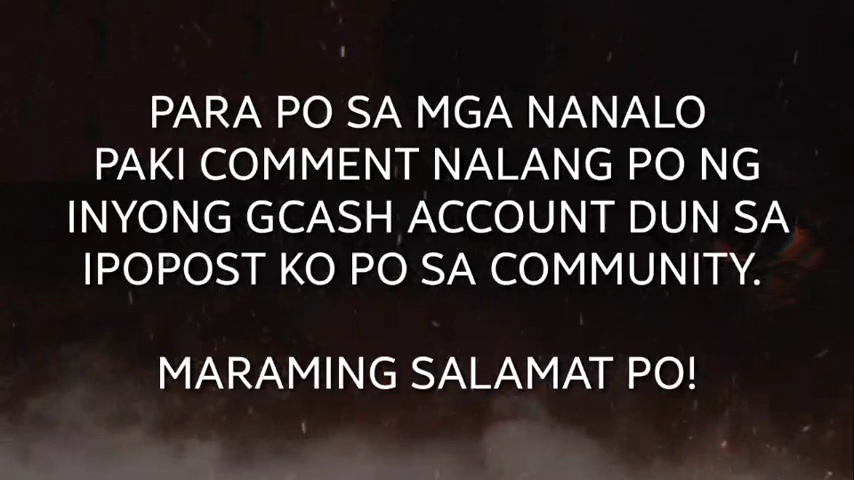 PARA PO SA MGA NANALO
PAKI COMMENT NALANG PO NG
INYONG GCASH ACCOUNT DUN SA
IPOPOST KO PO SA COMMUNITY.
MARAMING SALAMAT PO!